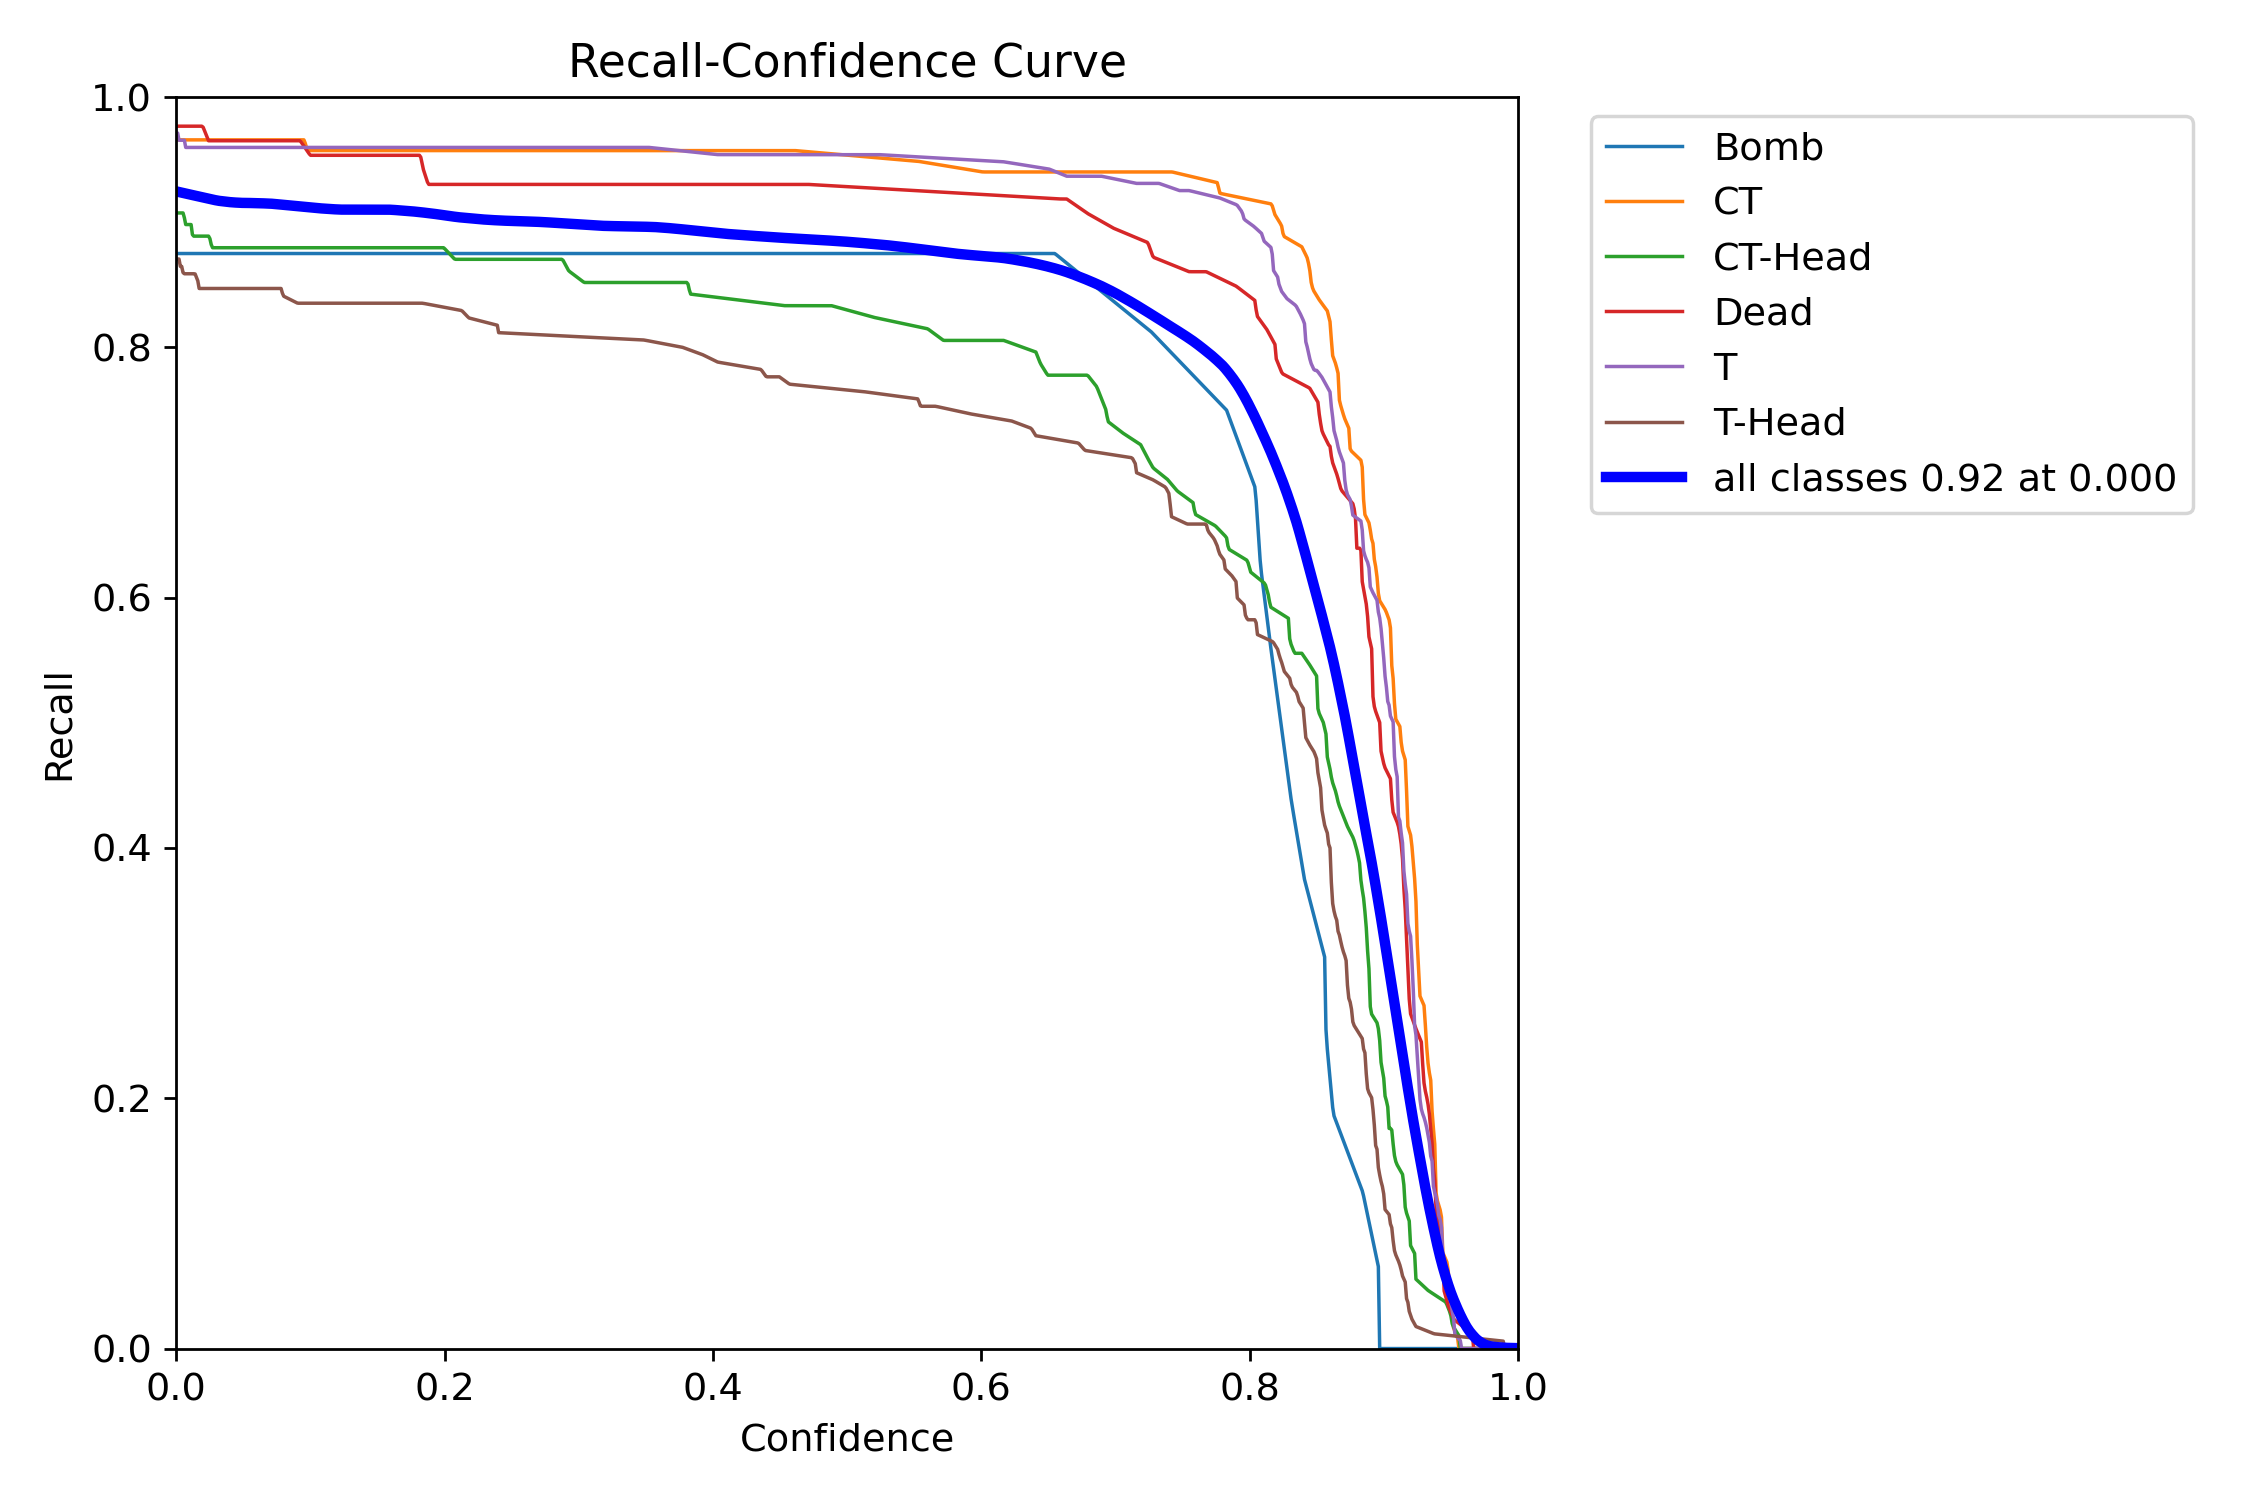 Recall-Confidence Curve
1.0
0.8
0.6
0.4
0.2
0.0
Recall
0.0 0.2 0.4 0.6 0.8 1.0
Confidence
Bomb
CT
CT-Head
Dead
T
T-Head
all classes 0.92 at 0.000